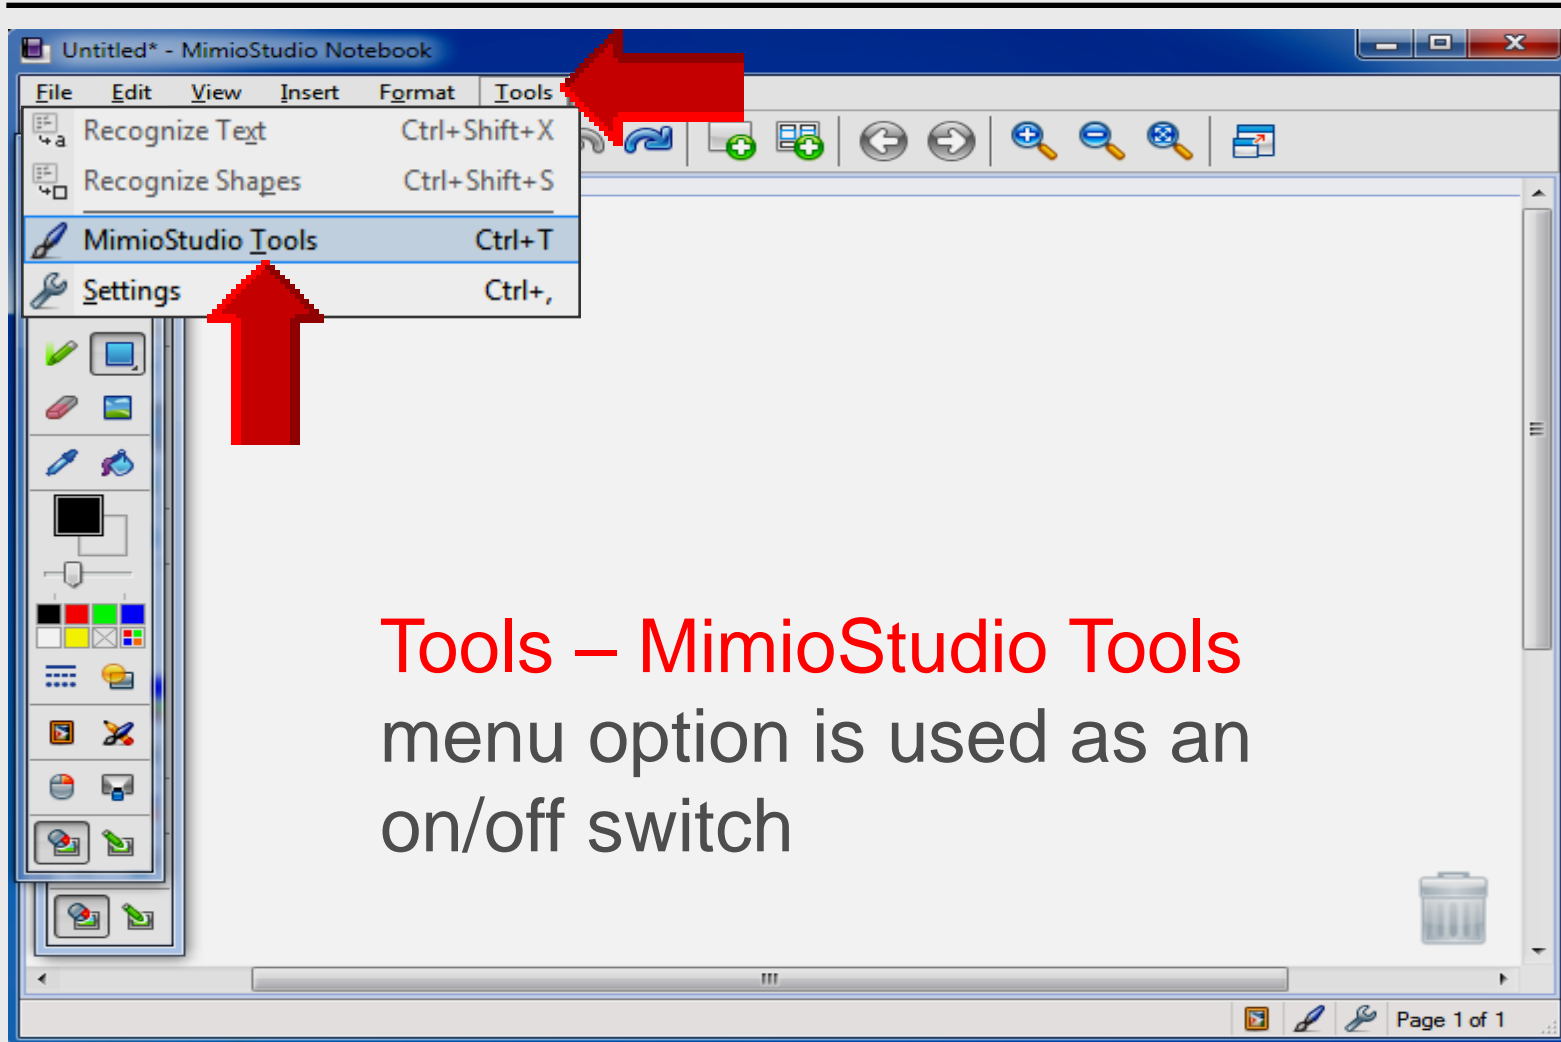 Untitled* - MimioStudio Notebook
File Edit View Insert Format Tools
Recognize Text Ctrl+Shift+X
Recognize Shapes Ctrl+Shift+S
MimioStudio Tools Ctrl+T
Settings Ctrl+,
Tools – MimioStudio Tools
menu option is used as an
on/off switch
Page 1 of 1